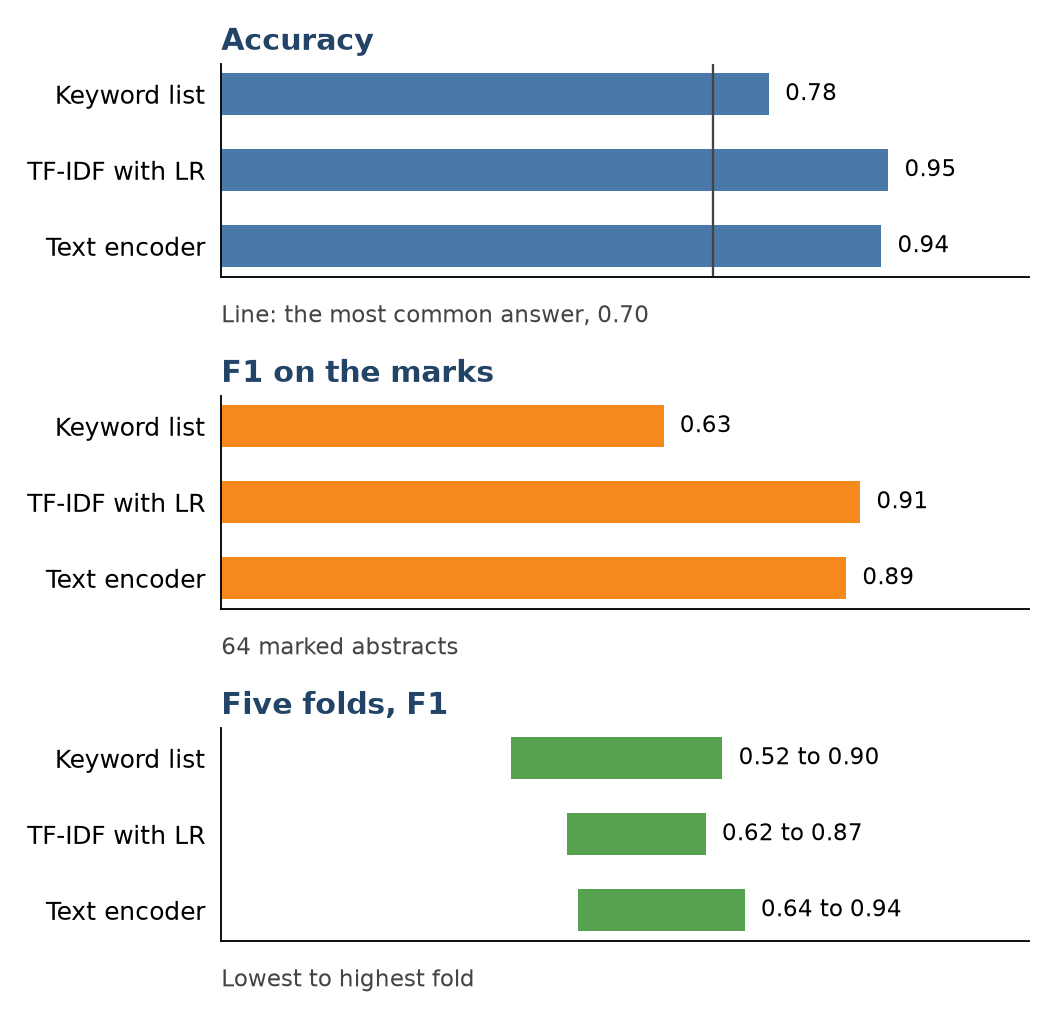 Accuracy
Keyword list 0.78
TF-IDF with LR 0.95
Text encoder 0.94
Line: the most common answer, 0.70
F1 on the marks
Keyword list 0.63
TF-IDF with LR 0.91
Text encoder 0.89
64 marked abstracts
Five folds, F1
Keyword list 0.52 to 0.90
TF-IDF with LR 0.62 to 0.87
Text encoder 0.64 to 0.94
Lowest to highest fold